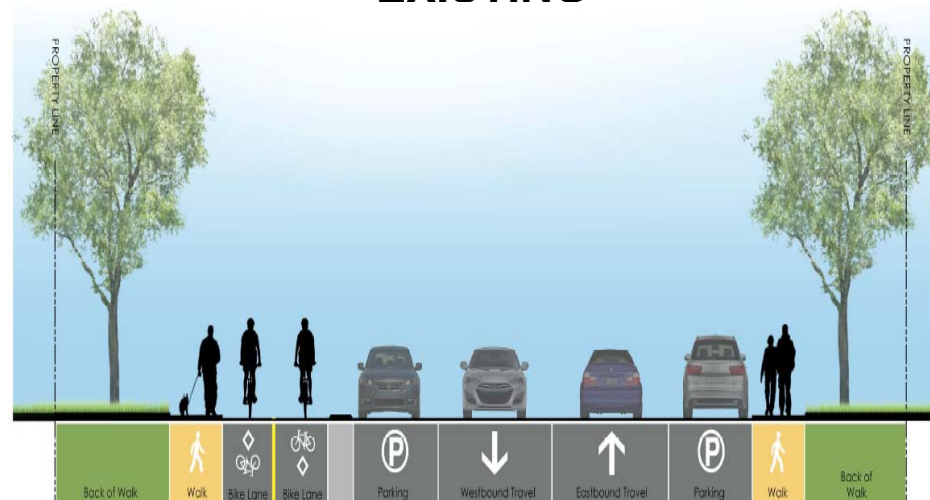 EXISTING
PROPERTY LINE
PROPERTY LINE
P
P
Back of Walk
Walk
Bike Lane
Bike Lane
Parking
Westbound Travel
Eastbound Travel
Parking
Walk
Back of
Walk